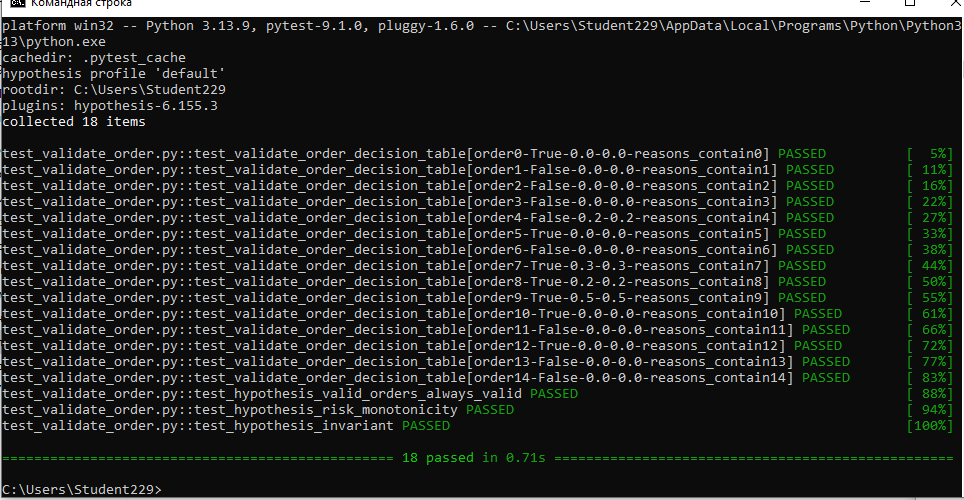 Командная строка
platform win32 -- Python 3.13.9, pytest-9.1.0, pluggy-1.6.0 -- C:\Users\Student229\AppData\Local\Programs\Python\Python3
13\python.exe
cachedir: .pytest_cache
hypothesis profile 'default'
rootdir: C:\Users\Student229
plugins: hypothesis-6.155.3
collected 18 items
test_validate_order.py::test_validate_order_decision_table[order0-True-0.0-0.0-reasons_contain0] PASSED [  5%]
test_validate_order.py::test_validate_order_decision_table[order1-False-0.0-0.0-reasons_contain1] PASSED [ 11%]
test_validate_order.py::test_validate_order_decision_table[order2-False-0.0-0.0-reasons_contain2] PASSED [ 16%]
test_validate_order.py::test_validate_order_decision_table[order3-False-0.0-0.0-reasons_contain3] PASSED [ 22%]
test_validate_order.py::test_validate_order_decision_table[order4-False-0.2-0.2-reasons_contain4] PASSED [ 27%]
test_validate_order.py::test_validate_order_decision_table[order5-True-0.0-0.0-reasons_contain5] PASSED [ 33%]
test_validate_order.py::test_validate_order_decision_table[order6-False-0.0-0.0-reasons_contain6] PASSED [ 38%]
test_validate_order.py::test_validate_order_decision_table[order7-True-0.3-0.3-reasons_contain7] PASSED [ 44%]
test_validate_order.py::test_validate_order_decision_table[order8-True-0.2-0.2-reasons_contain8] PASSED [ 50%]
test_validate_order.py::test_validate_order_decision_table[order9-True-0.5-0.5-reasons_contain9] PASSED [ 55%]
test_validate_order.py::test_validate_order_decision_table[order10-True-0.0-0.0-reasons_contain10] PASSED [ 61%]
test_validate_order.py::test_validate_order_decision_table[order11-False-0.0-0.0-reasons_contain11] PASSED [ 66%]
test_validate_order.py::test_validate_order_decision_table[order12-True-0.0-0.0-reasons_contain12] PASSED [ 72%]
test_validate_order.py::test_validate_order_decision_table[order13-False-0.0-0.0-reasons_contain13] PASSED [ 77%]
test_validate_order.py::test_validate_order_decision_table[order14-False-0.0-0.0-reasons_contain14] PASSED [ 83%]
test_validate_order.py::test_hypothesis_valid_orders_always_valid PASSED [ 88%]
test_validate_order.py::test_hypothesis_risk_monotonicity PASSED [ 94%]
test_validate_order.py::test_hypothesis_invariant PASSED [100%]
================================================= 18 passed in 0.71s ==================================================
C:\Users\Student229>